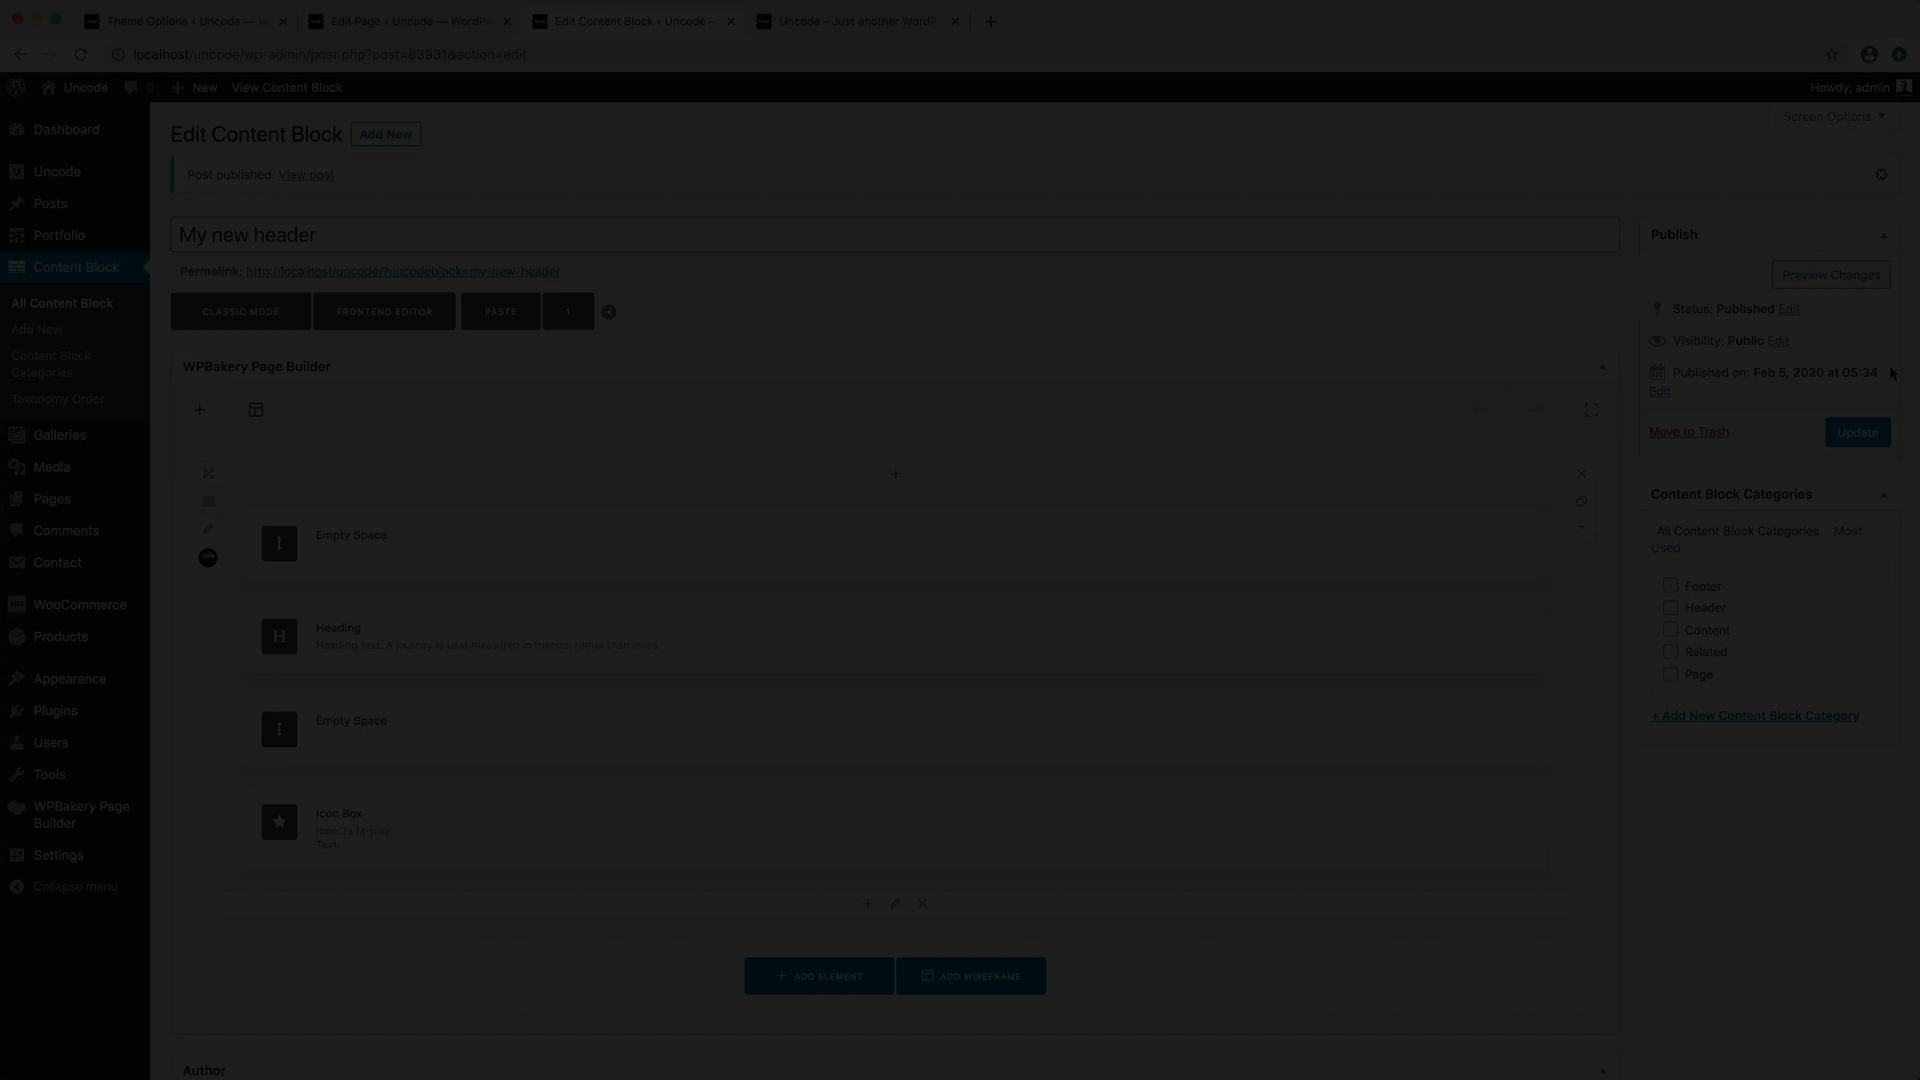 Theme Options ‹ Uncode — W
Edit Page ‹ Uncode — WordPr
Edit Content Block ‹ Uncode –
Uncode – Just another WordP
localhost/uncode/wp-admin/post.php?post=83931&action=edit
Uncode
0
New
View Content Block
Howdy, admin
Dashboard
Uncode
Posts
Portfolio
Content Block
All Content Block
Add New
Content Block
Categories
Taxonomy Order
Galleries
Media
Pages
Comments
Contact
WooCommerce
Products
Appearance
Plugins
Users
Tools
WPBakery Page
Builder
Settings
Collapse menu
Screen Options
Edit Content Block
Add New
Post published. View post
My new header
Permalink: http://localhost/uncode/?uncodeblock=my-new-header
CLASSIC MODE
FRONTEND EDITOR
PASTE
1
WPBakery Page Builder
Empty Space
H
Heading
Heading text: A journey is best measured in friends, rather than miles.
Empty Space
Icon Box
Icon: fa fa-play
Text:
ADD ELEMENT
ADD WIREFRAME
Author
Publish
Preview Changes
Status: Published Edit
Visibility: Public Edit
Published on: Feb 5, 2020 at 05:34
Edit
Move to Trash
Update
Content Block Categories
All Content Block Categories Most
Used
Footer
Header
Content
Related
Page
+ Add New Content Block Category